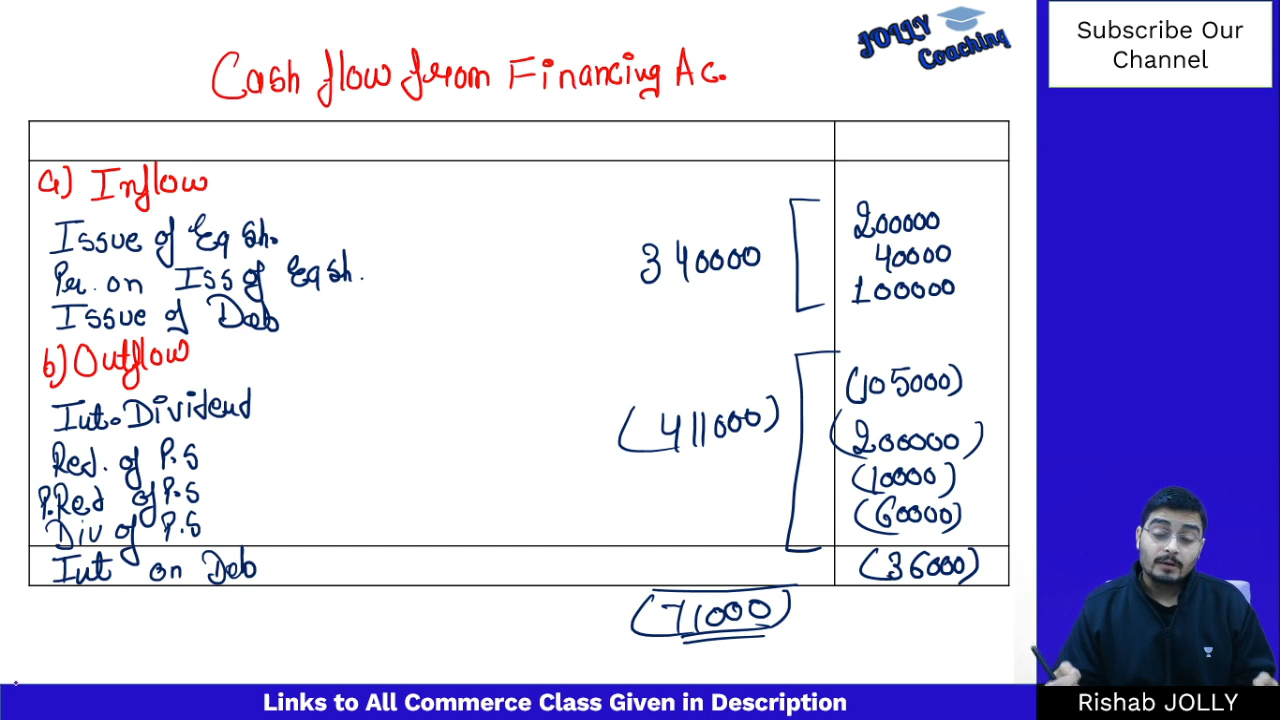 JOLLY
Coaching
Subscribe Our
Channel
Cash flow from Financing Ac.
a) Inflow
Issue of Eq Sh. 200000
Per. on Iss of Eq Sh. 340000 40000
Issue of Deb 100000
b) Outflow
Int. Dividend (105000)
(411000)
Red. of P.S (200000)
P.Red of P.S (10000)
Div of P.S (60000)
Int on Deb (36000)
(71000)
Links to All Commerce Class Given in Description
Rishab JOLLY